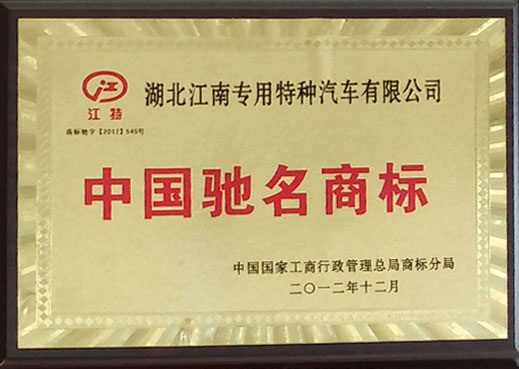 湖北江南专用特种汽车有限公司
江特
商标驰字【2012】545号
中国驰名商标
中国国家工商行政管理总局商标分局
二〇一二年十二月